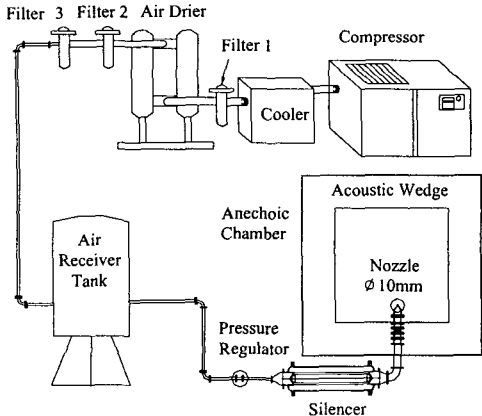 Filter 3 Filter 2 Air Drier
Filter 1
Compressor
Cooler
Acoustic Wedge
Anechoic
Chamber
Air
Receiver
Tank
Nozzle
Ø 10mm
Pressure
Regulator
Silencer